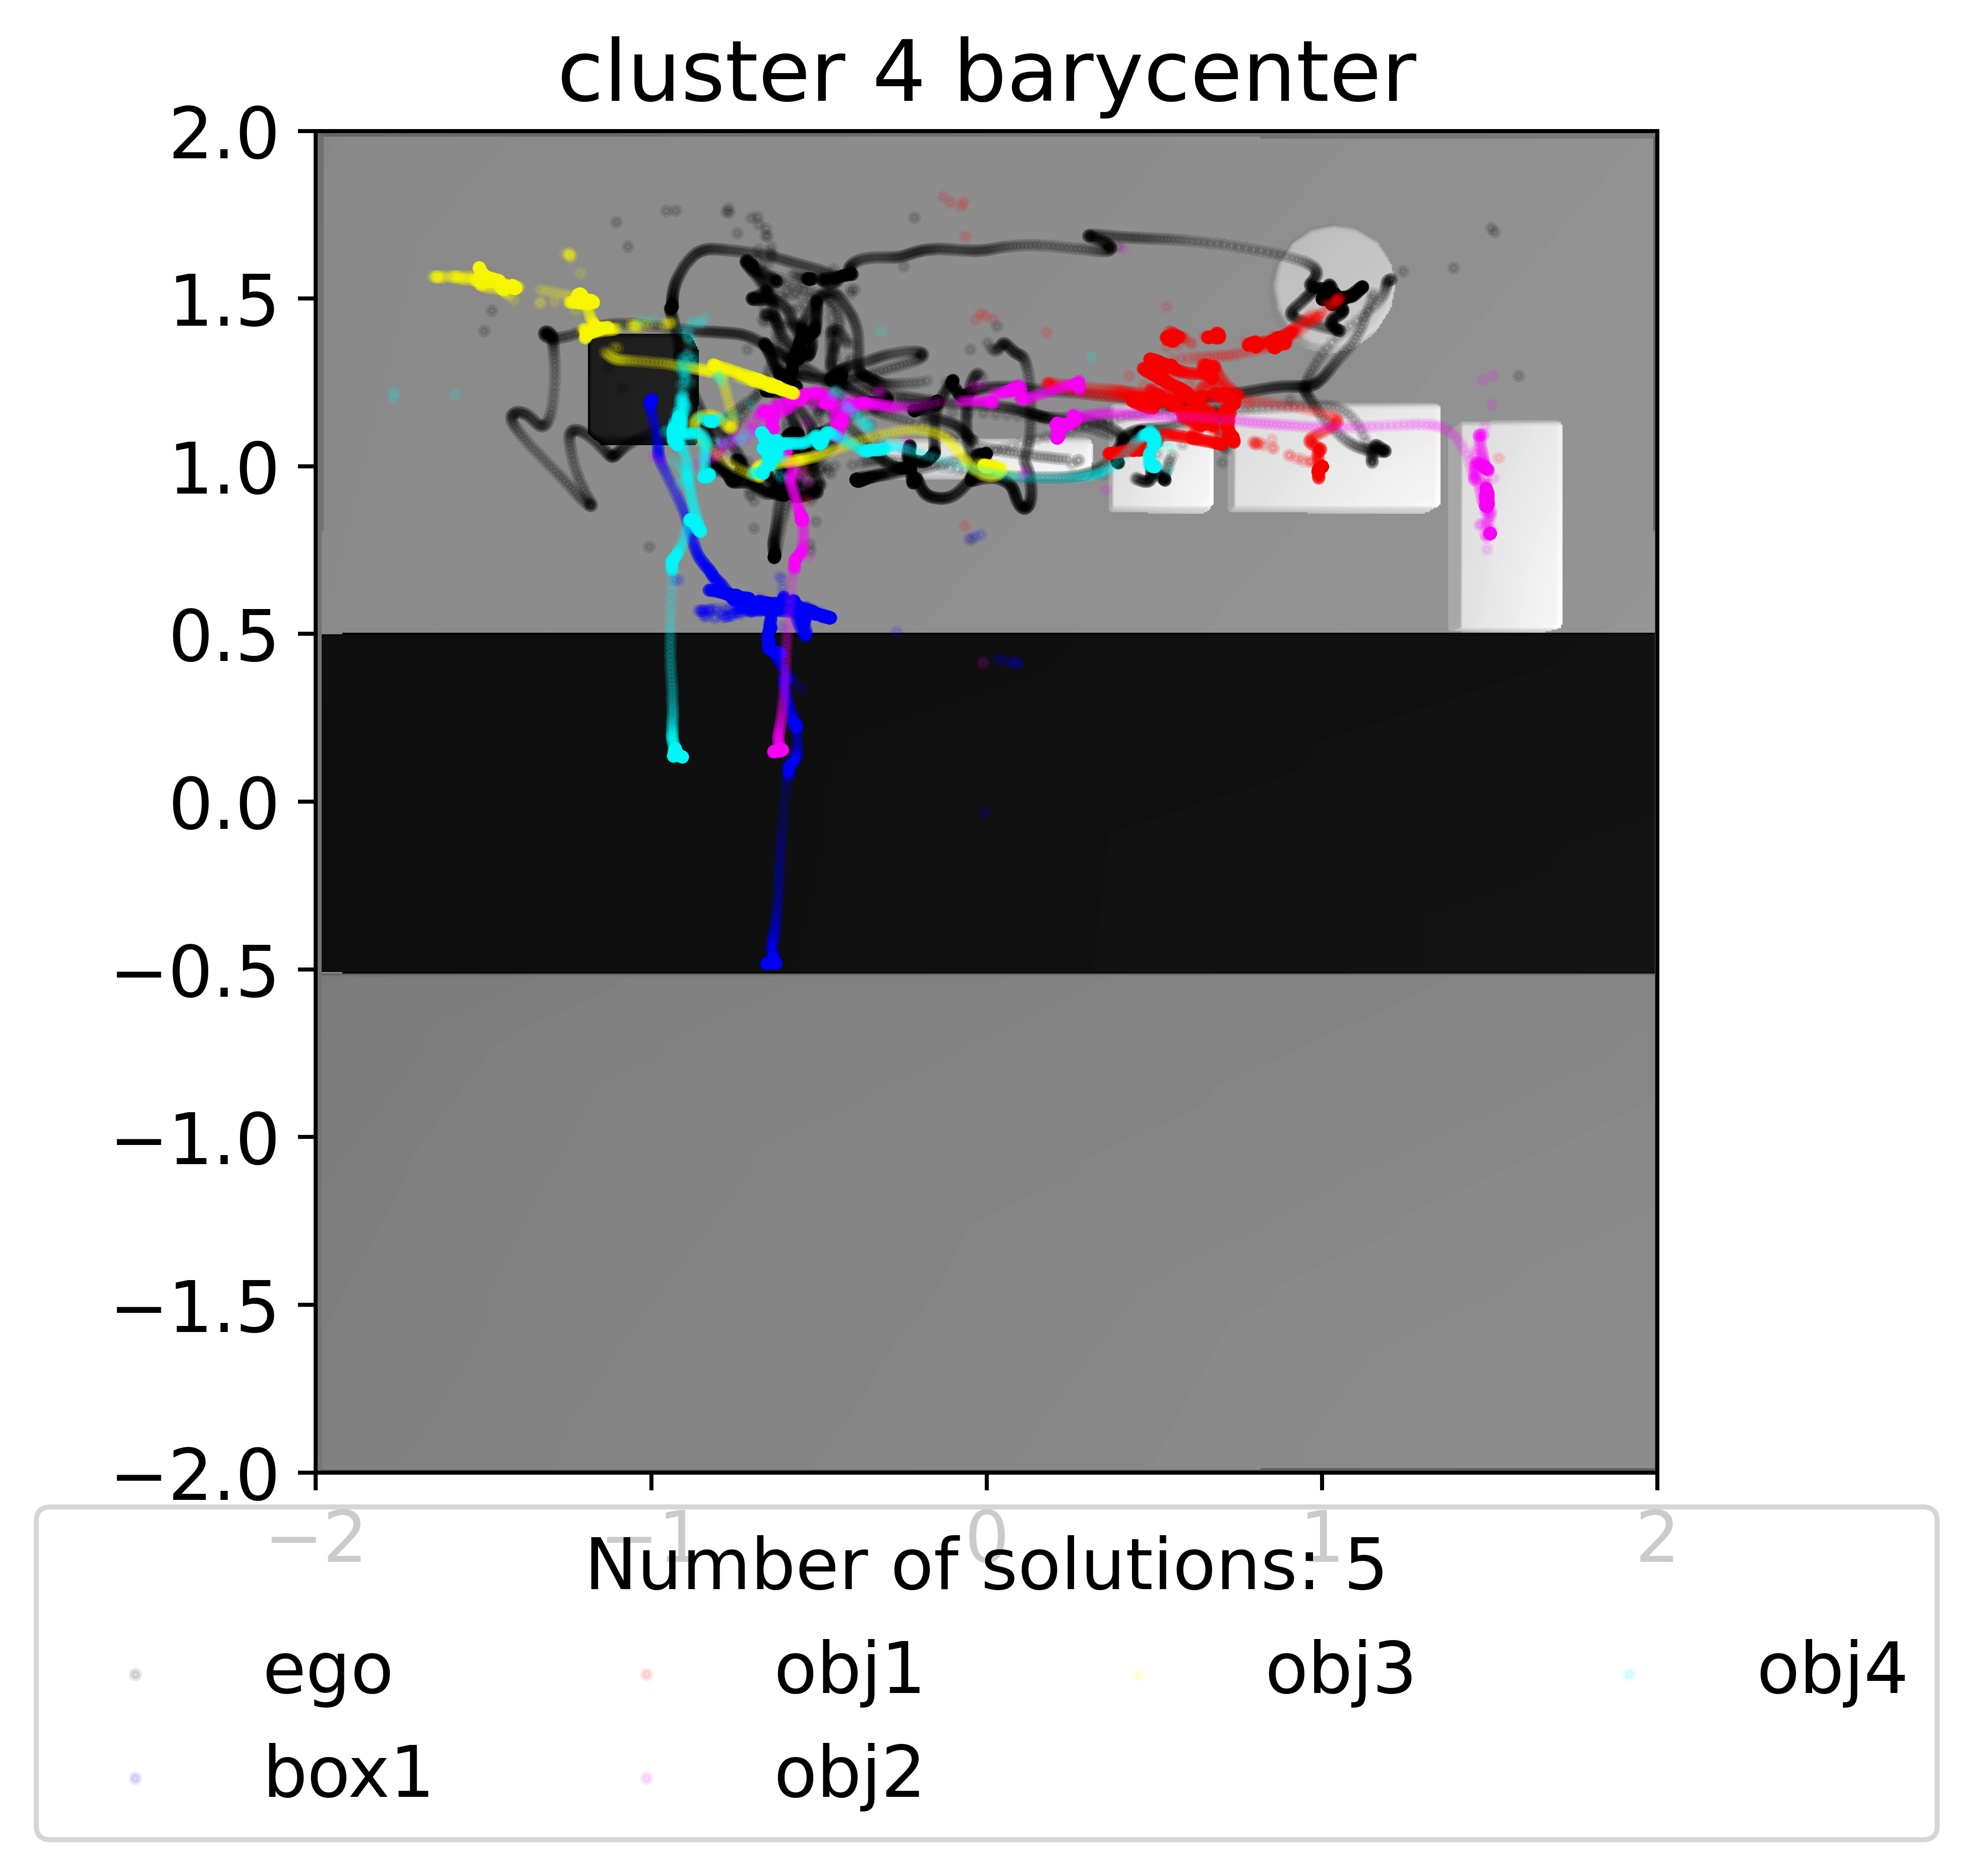 cluster 4 barycenter
2.0
1.5
1.0
0.5
0.0
−0.5
−1.0
−1.5
−2.0
−2 −1 0 1 2
Number of solutions: 5
ego obj1 obj3 obj4
box1 obj2